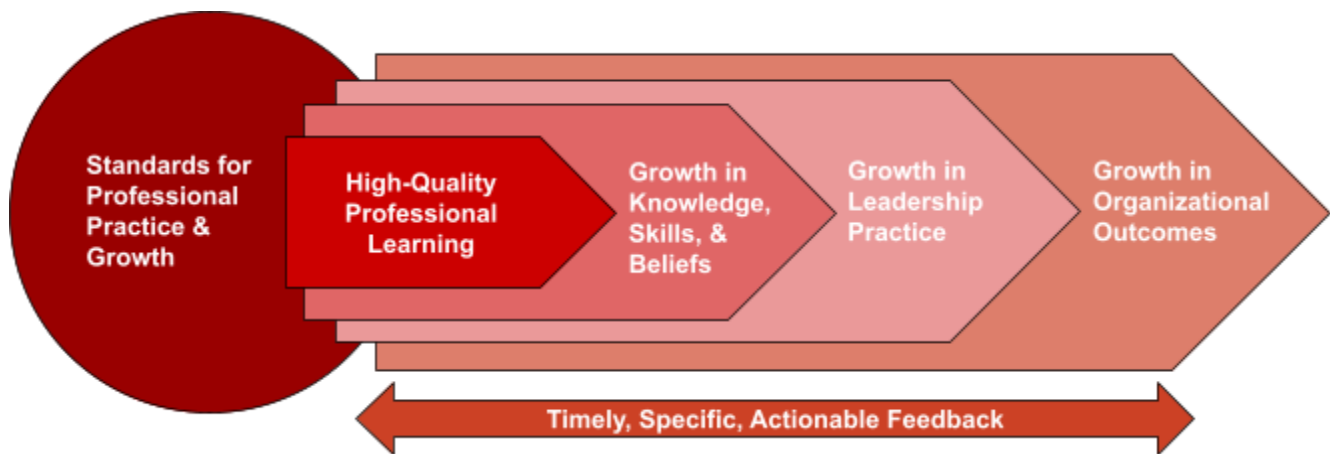 Standards for
Professional
Practice &
Growth
High-Quality
Professional
Learning
Growth in
Knowledge,
Skills, &
Beliefs
Growth in
Leadership
Practice
Growth in
Organizational
Outcomes
Timely, Specific, Actionable Feedback